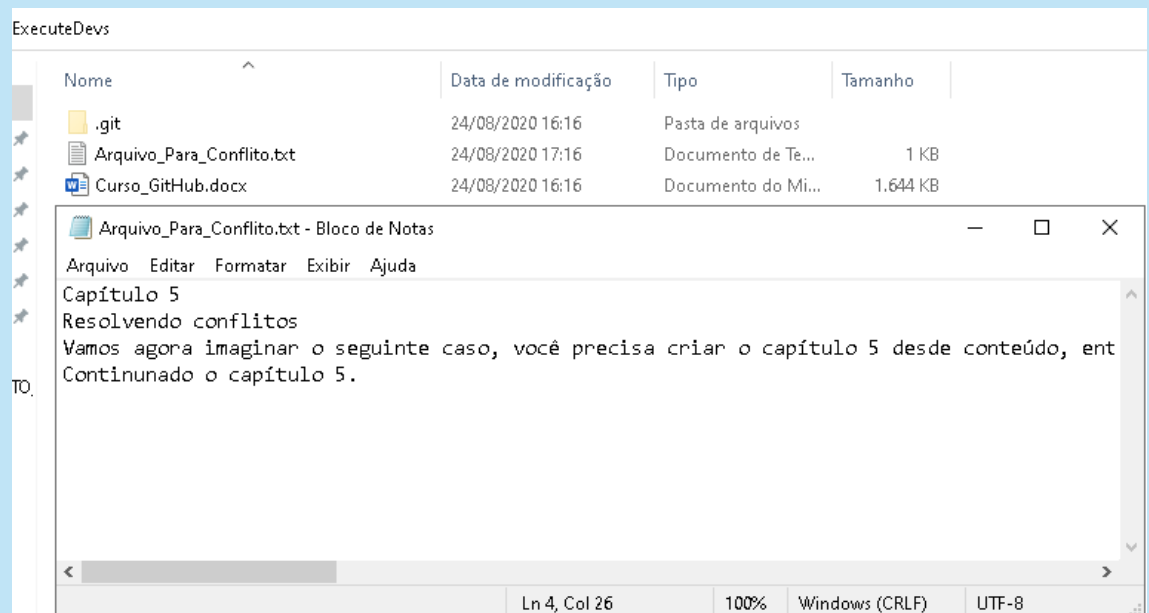 ExecuteDevs
Nome Data de modificação Tipo Tamanho
.git 24/08/2020 16:16 Pasta de arquivos
Arquivo_Para_Conflito.txt 24/08/2020 17:16 Documento de Te... 1 KB
Curso_GitHub.docx 24/08/2020 16:16 Documento do Mi... 1.644 KB
Arquivo_Para_Conflito.txt - Bloco de Notas
Arquivo Editar Formatar Exibir Ajuda
Capítulo 5
Resolvendo conflitos
Vamos agora imaginar o seguinte caso, você precisa criar o capítulo 5 desde conteúdo, ent
TO_
Continunado o capítulo 5.
Ln 4, Col 26 100% Windows (CRLF) UTF-8